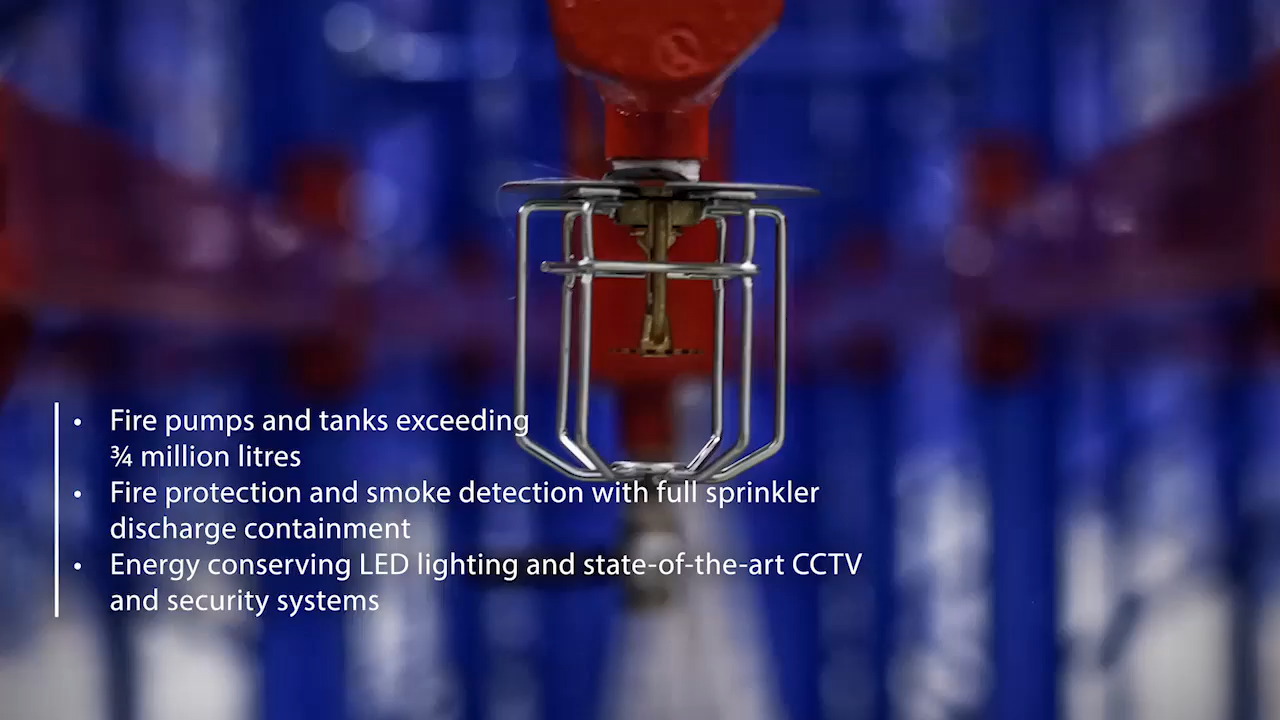 • Fire pumps and tanks exceeding
¾ million litres
• Fire protection and smoke detection with full sprinkler
discharge containment
• Energy conserving LED lighting and state-of-the-art CCTV
and security systems